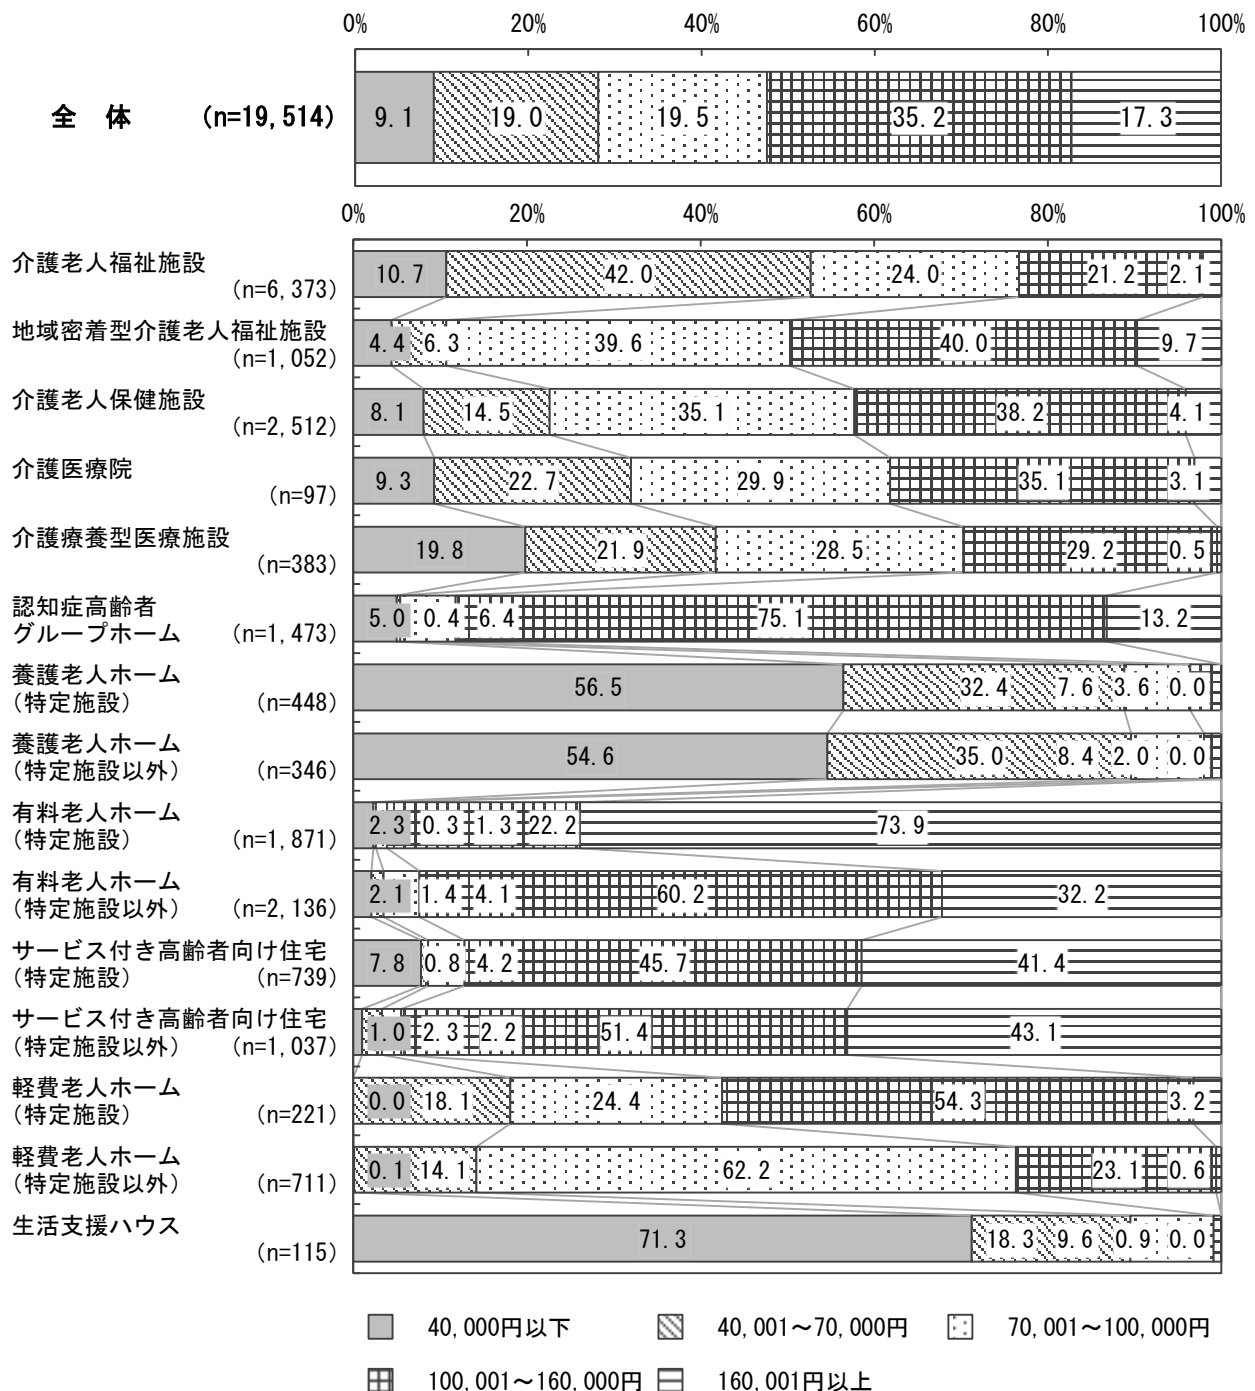 0% 20% 40% 60% 80% 100%
全 体 (n=19,514) 9.1 19.0 19.5 35.2 17.3
0% 20% 40% 60% 80% 100%
介護老人福祉施設
(n=6,373) 10.7 42.0 24.0 21.2 2.1
地域密着型介護老人福祉施設
(n=1,052) 4.4 6.3 39.6 40.0 9.7
介護老人保健施設
(n=2,512) 8.1 14.5 35.1 38.2 4.1
介護医療院
(n=97) 9.3 22.7 29.9 35.1 3.1
介護療養型医療施設
(n=383) 19.8 21.9 28.5 29.2 0.5
認知症高齢者
グループホーム (n=1,473) 5.0 0.4 6.4 75.1 13.2
養護老人ホーム
(特定施設) (n=448) 56.5 32.4 7.6 3.6 0.0
養護老人ホーム
(特定施設以外) (n=346) 54.6 35.0 8.4 2.0 0.0
有料老人ホーム
(特定施設) (n=1,871) 2.3 0.3 1.3 22.2 73.9
有料老人ホーム
(特定施設以外) (n=2,136) 2.1 1.4 4.1 60.2 32.2
サービス付き高齢者向け住宅
(特定施設) (n=739) 7.8 0.8 4.2 45.7 41.4
サービス付き高齢者向け住宅
(特定施設以外) (n=1,037) 1.0 2.3 2.2 51.4 43.1
軽費老人ホーム
(特定施設) (n=221) 0.0 18.1 24.4 54.3 3.2
軽費老人ホーム
(特定施設以外) (n=711) 0.1 14.1 62.2 23.1 0.6
生活支援ハウス
(n=115) 71.3 18.3 9.6 0.9 0.0
40,000円以下 40,001～70,000円 70,001～100,000円
100,001～160,000円 160,001円以上